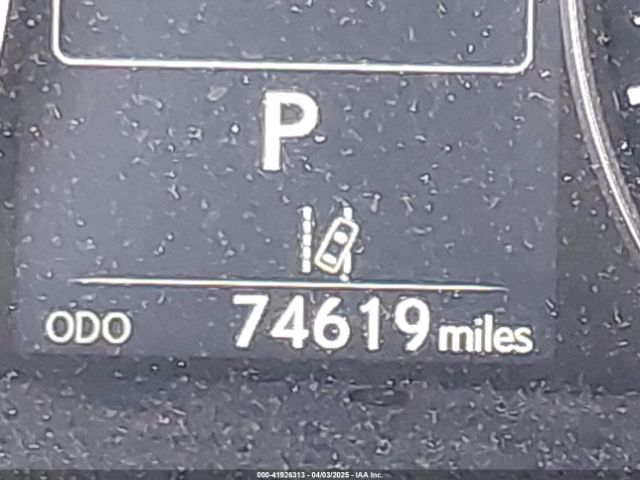 P
ODO 74619 miles
000-41926313 - 04/03/2025 - IAA Inc.